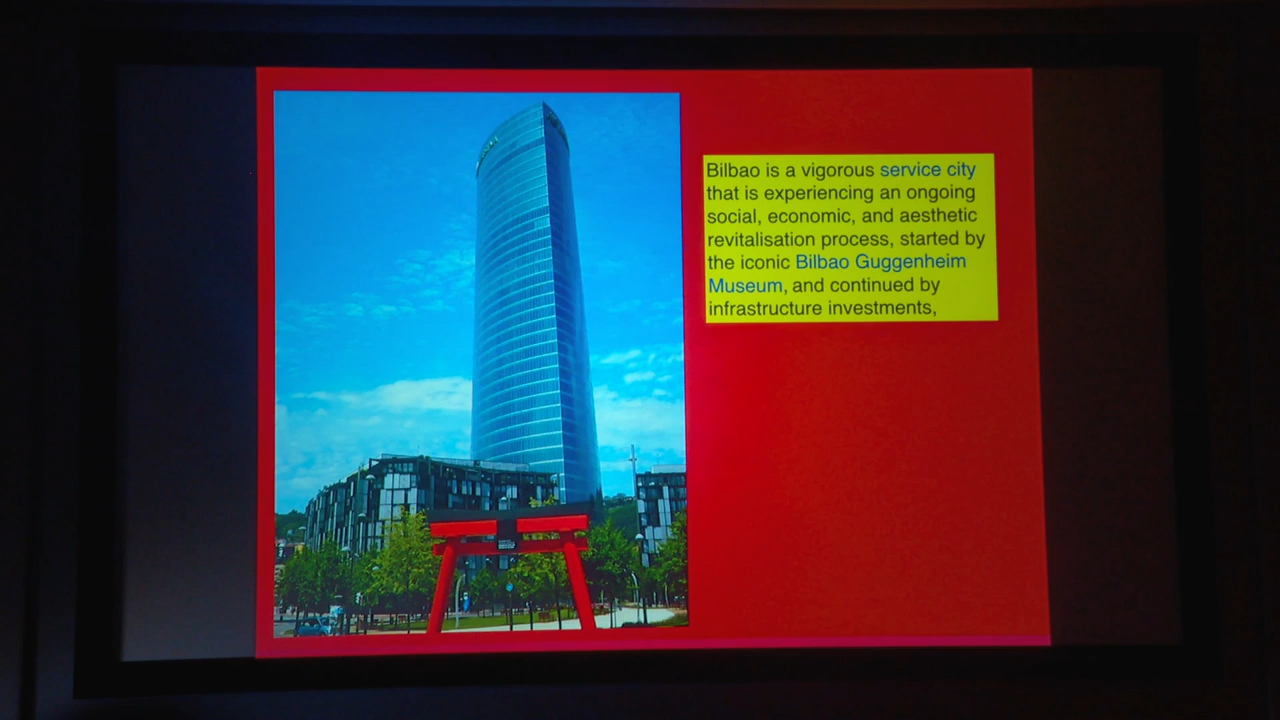 Bilbao is a vigorous service city
that is experiencing an ongoing
social, economic, and aesthetic
revitalisation process, started by
the iconic Bilbao Guggenheim
Museum, and continued by
infrastructure investments,